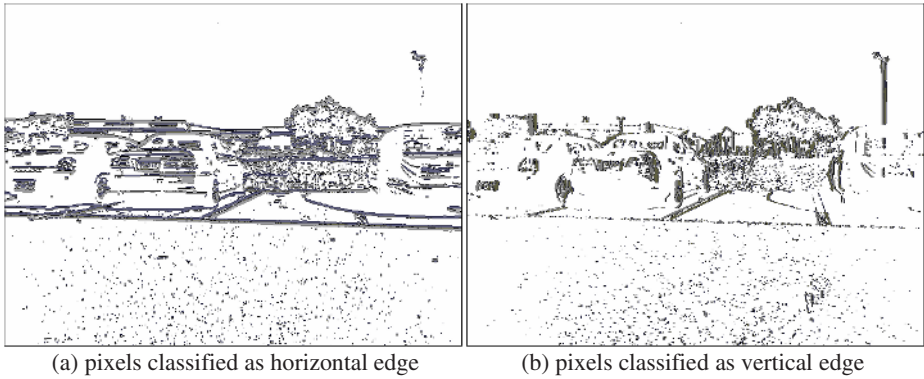 (a) pixels classified as horizontal edge
(b) pixels classified as vertical edge